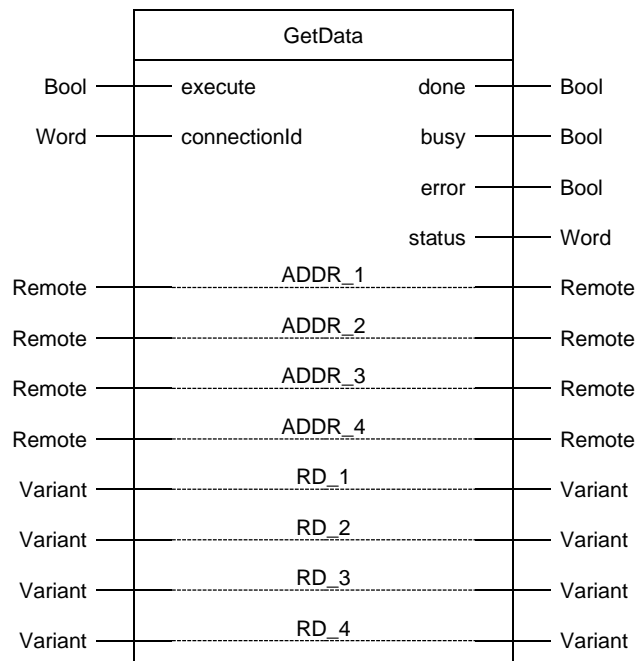 GetData
Bool execute done Bool
Word connectionId busy Bool
error Bool
status Word
Remote ADDR_1 Remote
Remote ADDR_2 Remote
Remote ADDR_3 Remote
Remote ADDR_4 Remote
Variant RD_1 Variant
Variant RD_2 Variant
Variant RD_3 Variant
Variant RD_4 Variant